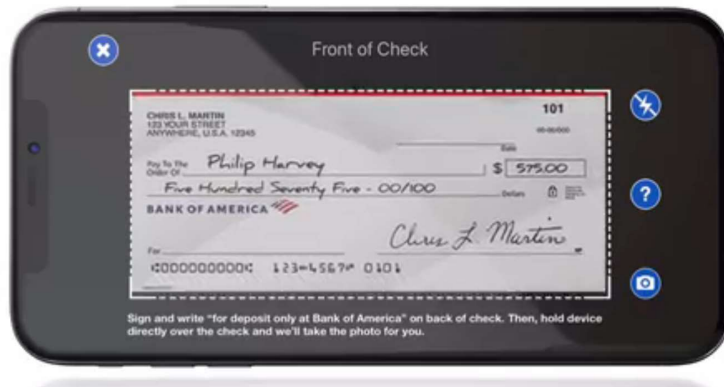 Front of Check
CHRIS L. MARTIN
123 YOUR STREET
ANYWHERE, U.S.A. 12345
101
00-00/000
Date
Pay To The
Order Of Philip Harvey $ 575.00
Five Hundred Seventy Five - 00/100 Dollars
BANK OF AMERICA
For Chris L. Martin
⑆000000000⑆ 123⑉4567⑈ 0101
Sign and write “for deposit only at Bank of America” on back of check. Then, hold device
directly over the check and we’ll take the photo for you.